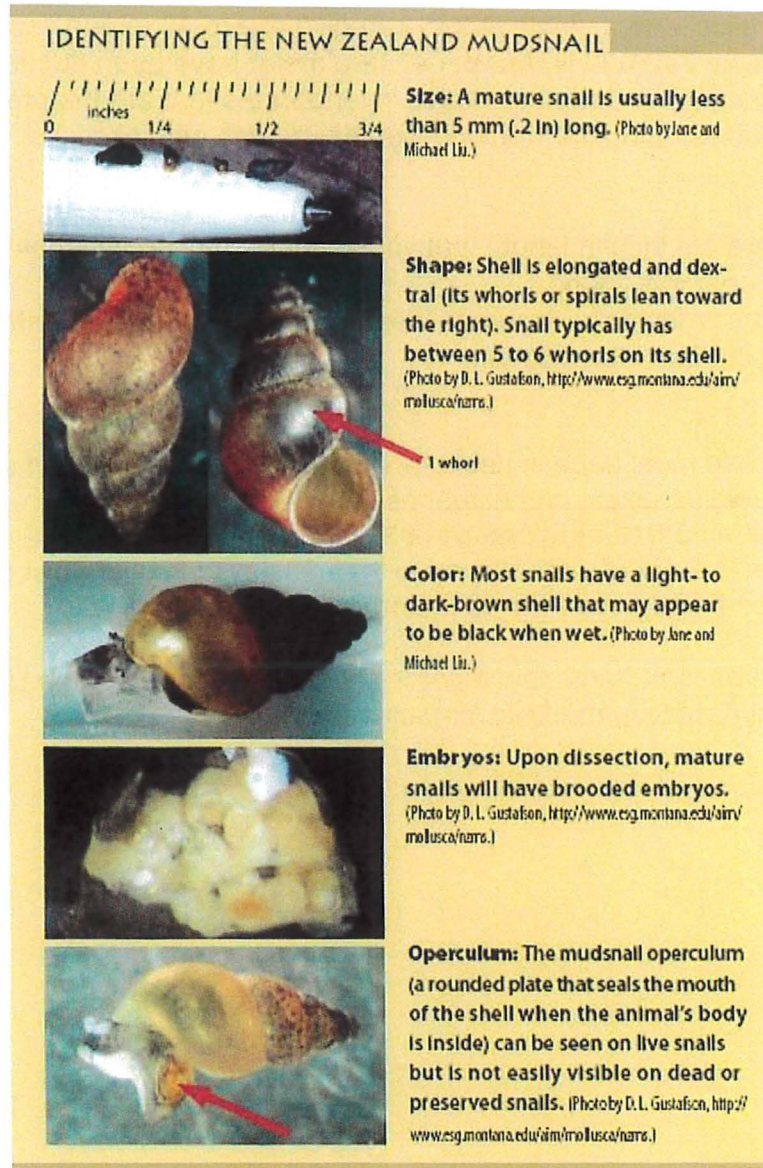 IDENTIFYING THE NEW ZEALAND MUDSNAIL
inches
0 1/4 1/2 3/4
Size: A mature snail is usually less
than 5 mm (.2 in) long. (Photo by Jane and
Michael Liu.)
Shape: Shell is elongated and dex-
tral (its whorls or spirals lean toward
the right). Snail typically has
between 5 to 6 whorls on its shell.
(Photo by D. L. Gustafson, http://www.esg.montana.edu/aim/
mollusca/nzms.)
1 whorl
Color: Most snails have a light- to
dark-brown shell that may appear
to be black when wet. (Photo by Jane and
Michael Liu.)
Embryos: Upon dissection, mature
snails will have brooded embryos.
(Photo by D. L. Gustafson, http://www.esg.montana.edu/aim/
mollusca/nzms.)
Operculum: The mudsnail operculum
(a rounded plate that seals the mouth
of the shell when the animal's body
is inside) can be seen on live snails
but is not easily visible on dead or
preserved snails. (Photo by D. L. Gustafson, http://
www.esg.montana.edu/aim/mollusca/nzms.)